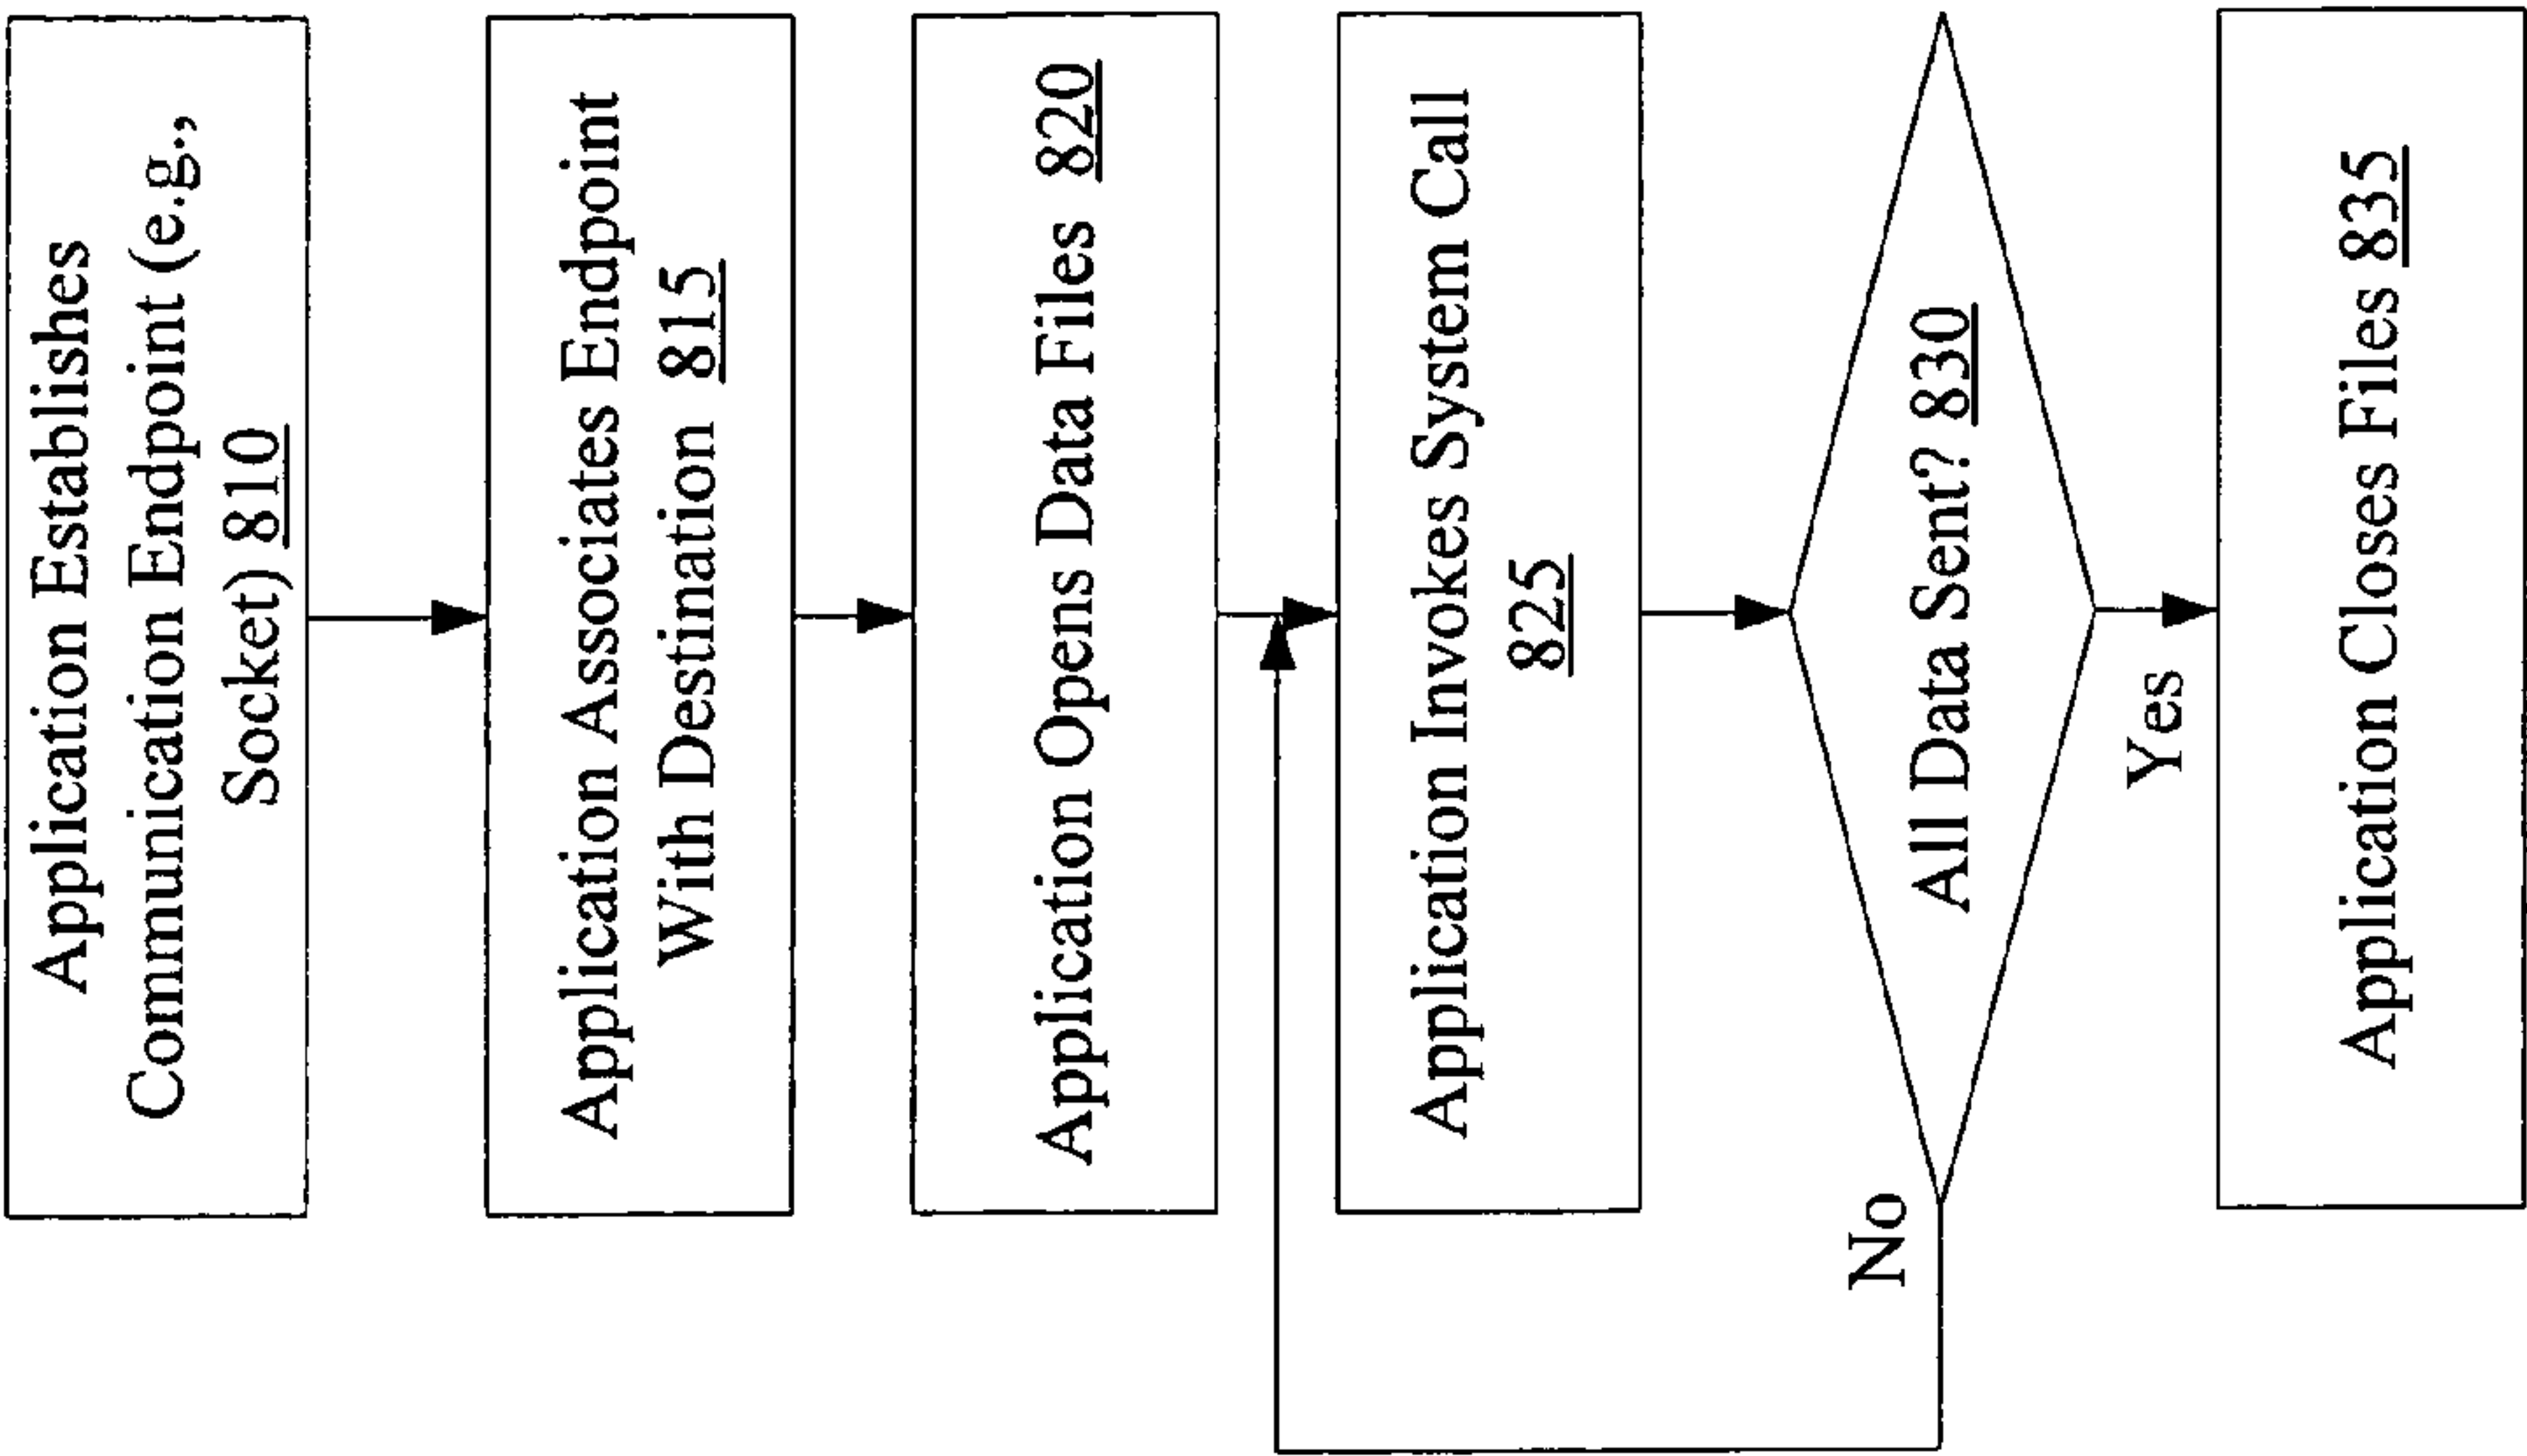 Application Establishes
Communication Endpoint (e.g.,
Socket) 810
Application Associates Endpoint
With Destination 815
Application Opens Data Files 820
Application Invokes System Call
825
All Data Sent? 830
No
Yes
Application Closes Files 835